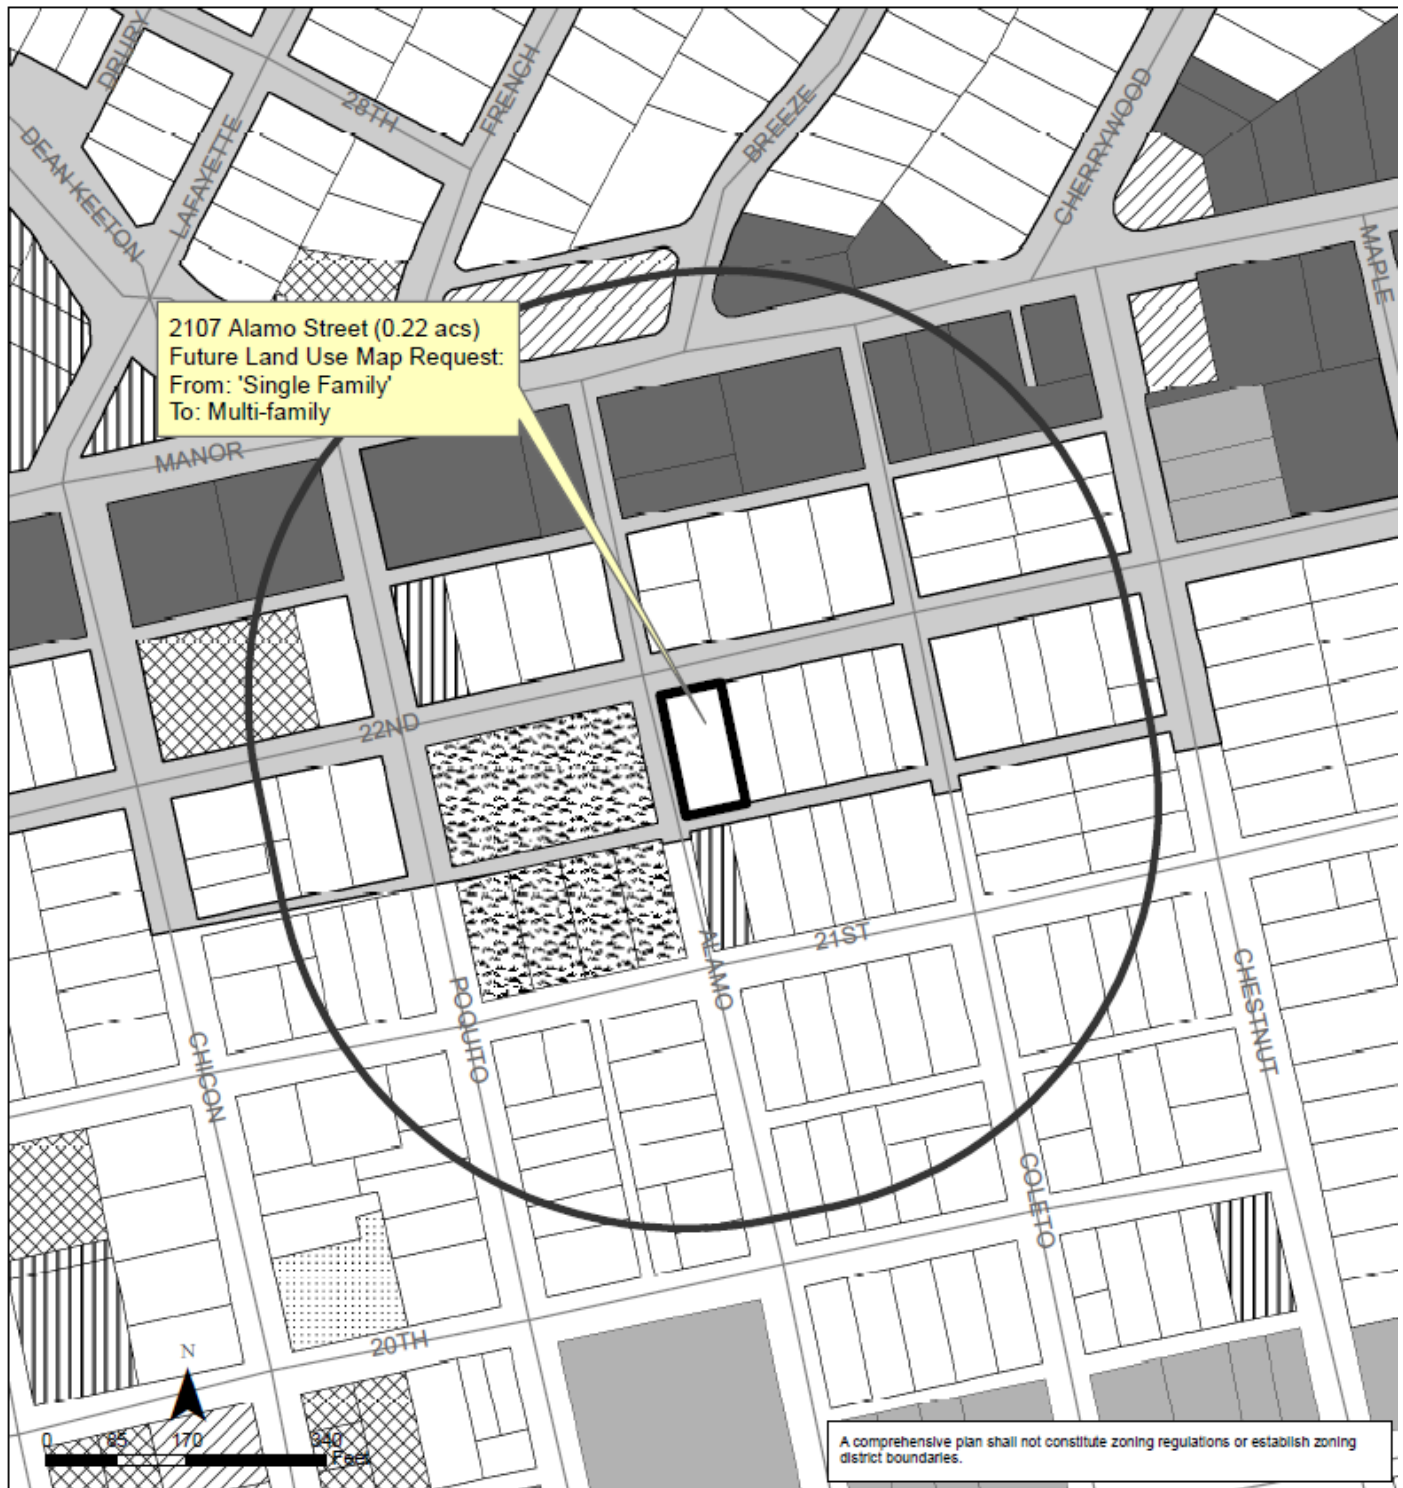 DRURY
28TH
FRENCH
BREEZE
CHERRYWOOD
DEAN KEETON
LAFAYETTE
MAPLE
2107 Alamo Street (0.22 acs)
Future Land Use Map Request:
From: 'Single Family'
To: Multi-family
MANOR
22ND
21ST
ALAMO
POQUITO
CHICON
CHESTNUT
COLETO
20TH
N
0 85 170 340
Feet
A comprehensive plan shall not constitute zoning regulations or establish zoning
district boundaries.